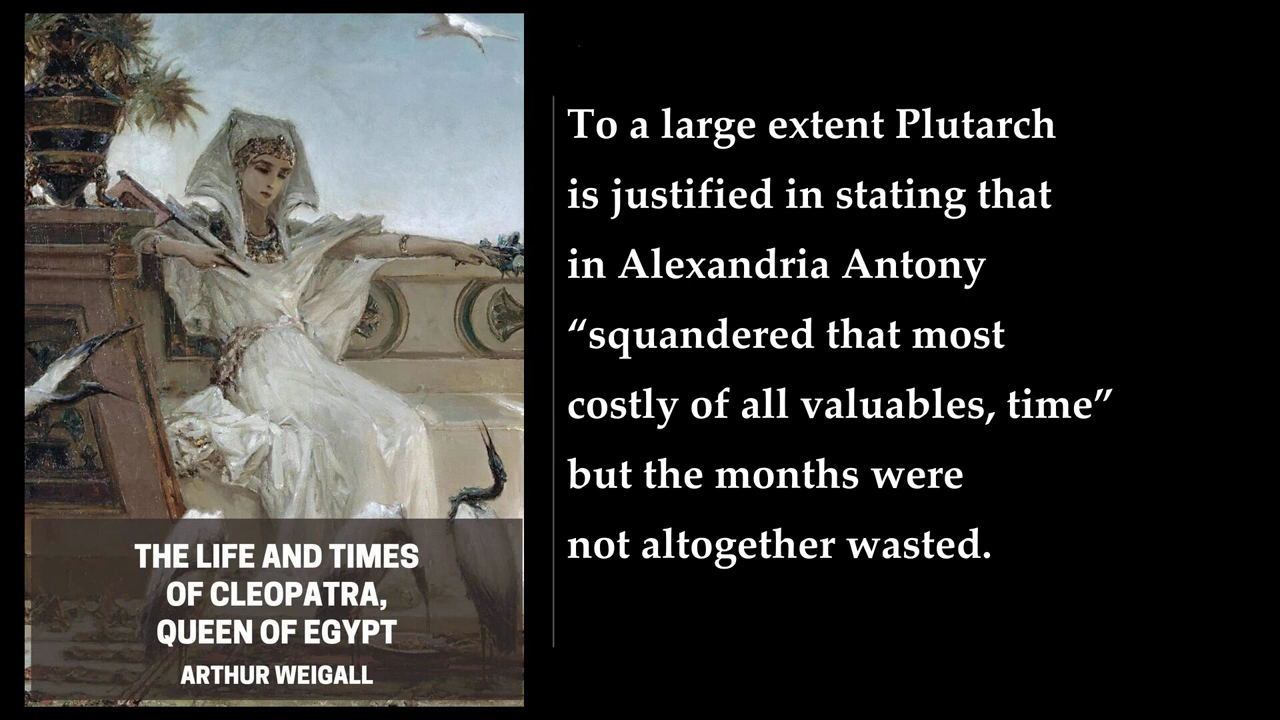 THE LIFE AND TIMES
OF CLEOPATRA,
QUEEN OF EGYPT
ARTHUR WEIGALL
To a large extent Plutarch
is justified in stating that
in Alexandria Antony
“squandered that most
costly of all valuables, time”
but the months were
not altogether wasted.